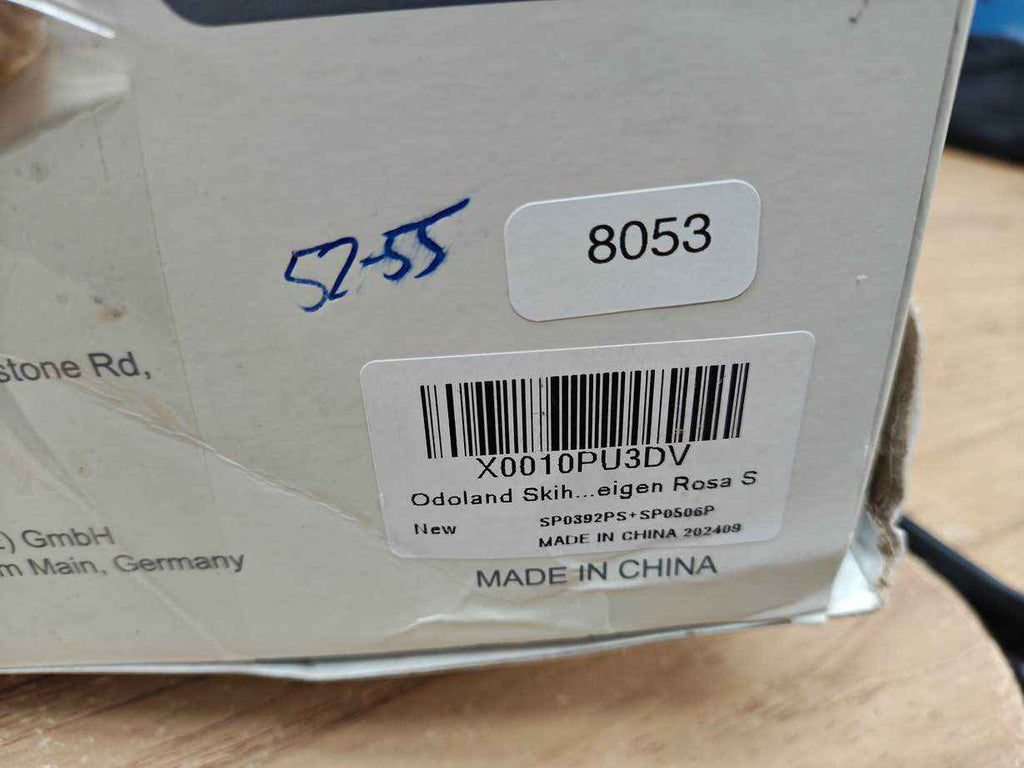 52-55
8053
stone Rd,
X0010PU3DV
Odoland Skih...eigen Rosa S
New
SP0392PS+SP0506P
MADE IN CHINA 202409
) GmbH
m Main, Germany
MADE IN CHINA